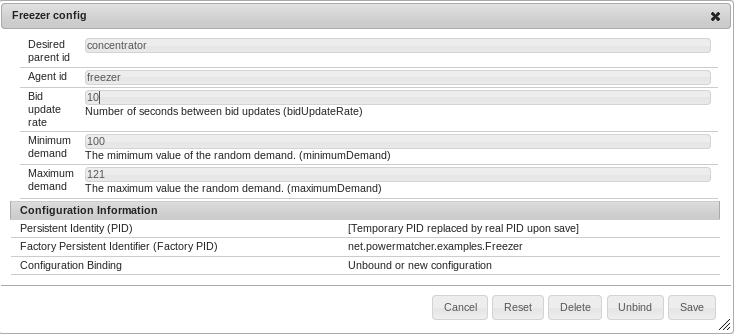 Freezer config
Desired parent id
concentrator
Agent id
freezer
Bid update rate
10
Number of seconds between bid updates (bidUpdateRate)
Minimum demand
100
The mimimum value of the random demand. (minimumDemand)
Maximum demand
121
The maximum value the random demand. (maximumDemand)
Configuration Information
Persistent Identity (PID) [Temporary PID replaced by real PID upon save]
Factory Persistent Identifier (Factory PID) net.powermatcher.examples.Freezer
Configuration Binding Unbound or new configuration
Cancel Reset Delete Unbind Save